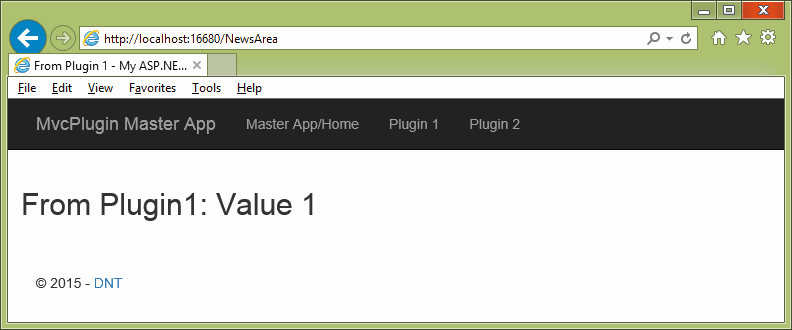 http://localhost:16680/NewsArea
From Plugin 1 - My ASP.NE...
File Edit View Favorites Tools Help
MvcPlugin Master App Master App/Home Plugin 1 Plugin 2
From Plugin1: Value 1
© 2015 - DNT